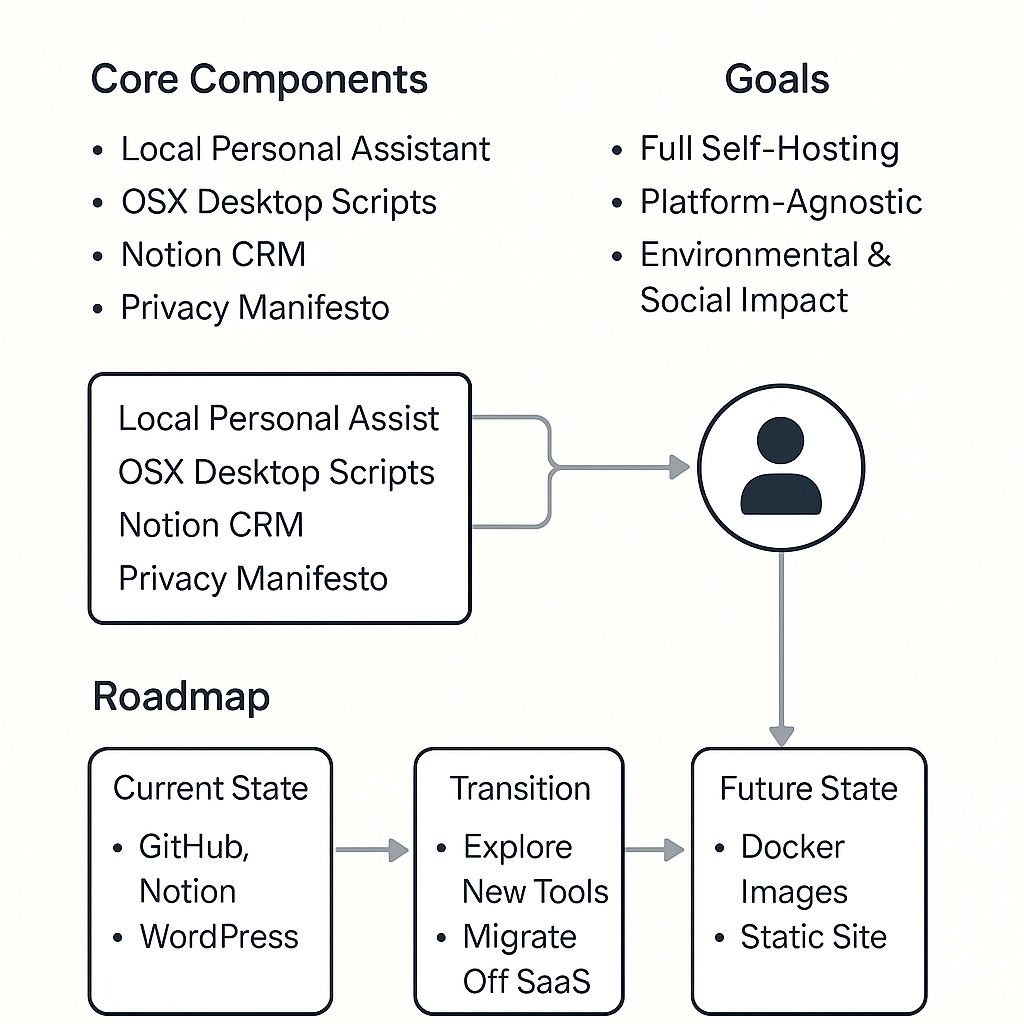 Core Components
• Local Personal Assistant
• OSX Desktop Scripts
• Notion CRM
• Privacy Manifesto
Goals
• Full Self-Hosting
• Platform-Agnostic
• Environmental &
Social Impact
Local Personal Assist
OSX Desktop Scripts
Notion CRM
Privacy Manifesto
Roadmap
Current State
• GitHub,
Notion
• WordPress
Transition
• Explore
New Tools
• Migrate
Off SaaS
Future State
• Docker
Images
• Static Site